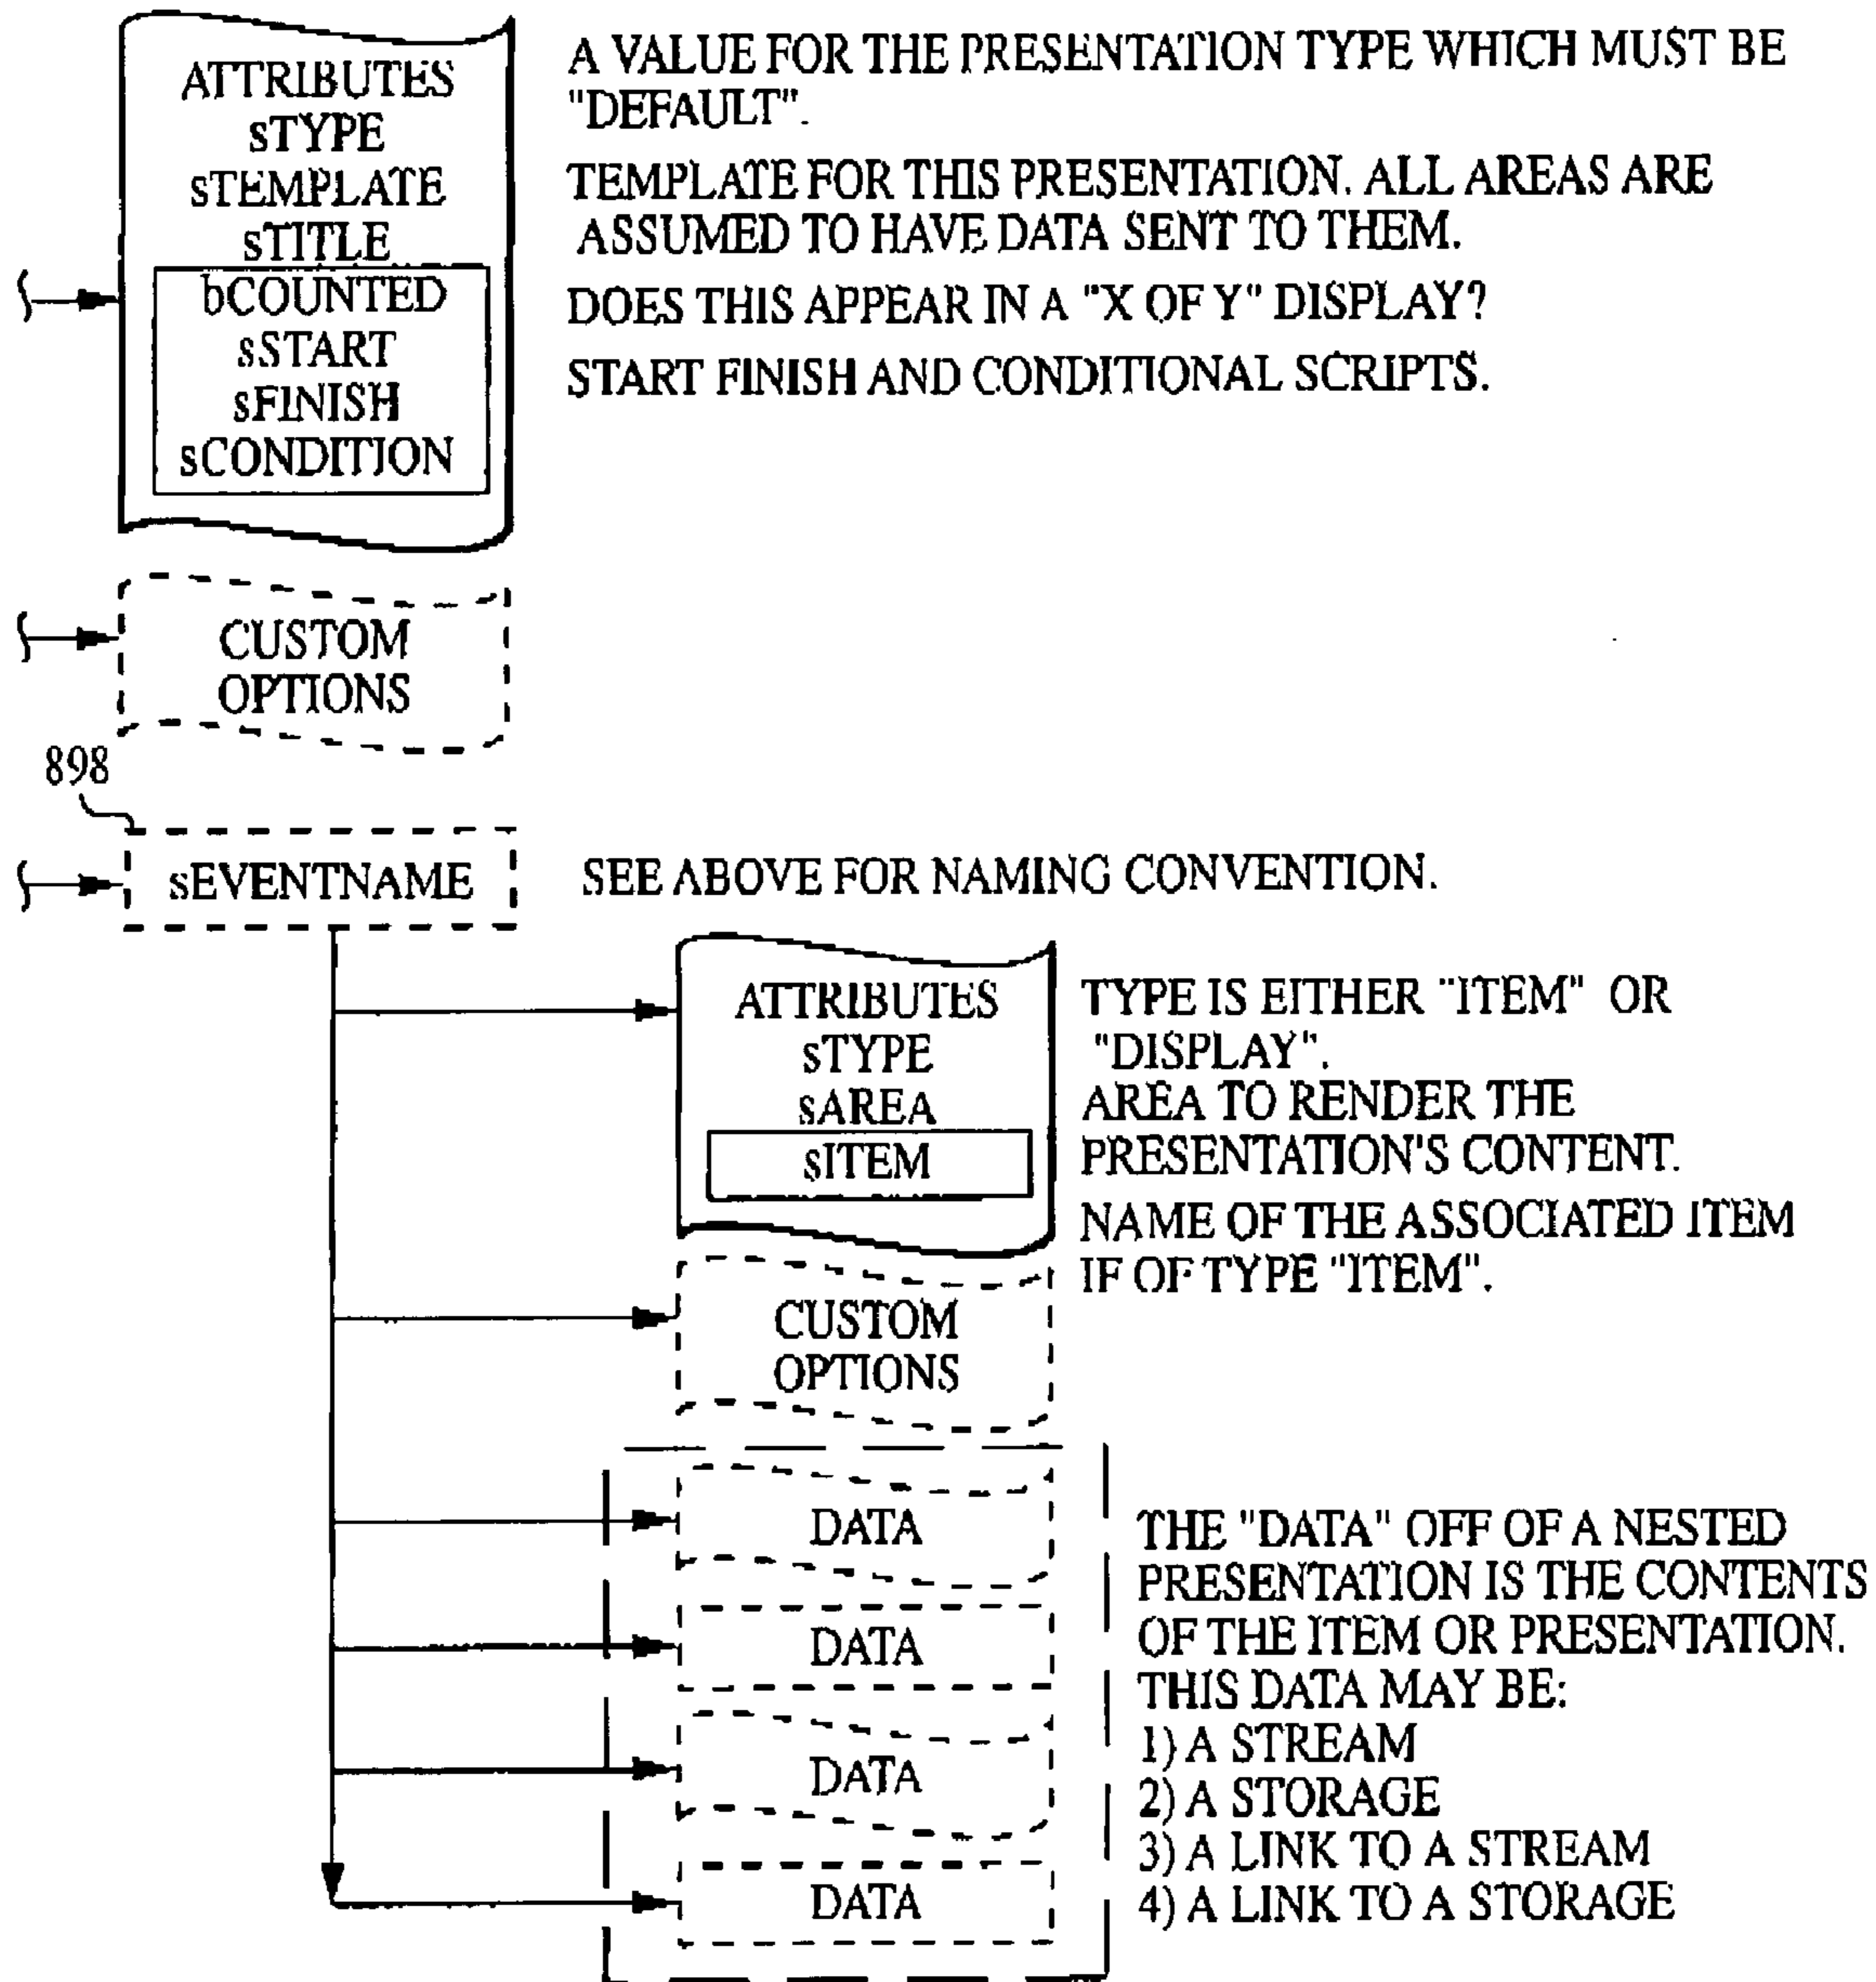 ATTRIBUTES
sTYPE
sTEMPLATE
sTITLE
bCOUNTED
sSTART
sFINISH
sCONDITION
A VALUE FOR THE PRESENTATION TYPE WHICH MUST BE
"DEFAULT".
TEMPLATE FOR THIS PRESENTATION. ALL AREAS ARE
ASSUMED TO HAVE DATA SENT TO THEM.
DOES THIS APPEAR IN A "X OF Y" DISPLAY?
START FINISH AND CONDITIONAL SCRIPTS.
CUSTOM
OPTIONS
898
sEVENTNAME
SEE ABOVE FOR NAMING CONVENTION.
ATTRIBUTES
sTYPE
sAREA
sITEM
TYPE IS EITHER "ITEM" OR
"DISPLAY".
AREA TO RENDER THE
PRESENTATION'S CONTENT.
NAME OF THE ASSOCIATED ITEM
IF OF TYPE "ITEM".
CUSTOM
OPTIONS
DATA
DATA
DATA
DATA
THE "DATA" OFF OF A NESTED
PRESENTATION IS THE CONTENTS
OF THE ITEM OR PRESENTATION.
THIS DATA MAY BE:
1) A STREAM
2) A STORAGE
3) A LINK TO A STREAM
4) A LINK TO A STORAGE